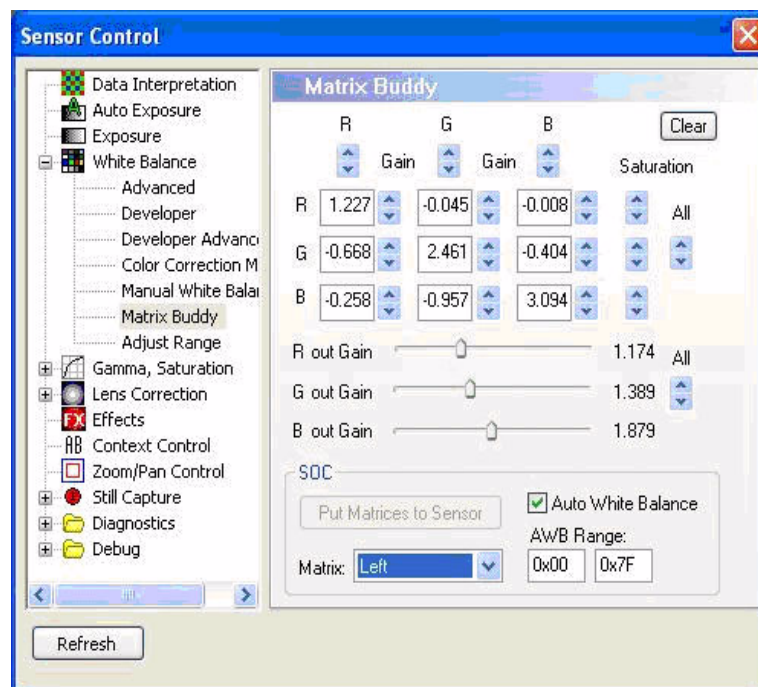 Sensor Control
Data Interpretation
Auto Exposure
Exposure
White Balance
Advanced
Developer
Developer Advanc
Color Correction M
Manual White Balar
Matrix Buddy
Adjust Range
Gamma, Saturation
Lens Correction
FX Effects
AB Context Control
Zoom/Pan Control
Still Capture
Diagnostics
Debug
Refresh
Matrix Buddy
R G B Clear
Gain Gain Saturation
R 1.227 -0.045 -0.008 All
G -0.668 2.461 -0.404
B -0.258 -0.957 3.094
R out Gain 1.174 All
G out Gain 1.389
B out Gain 1.879
SOC
Put Matrices to Sensor Auto White Balance
AWB Range:
Matrix: Left 0x00 0x7F